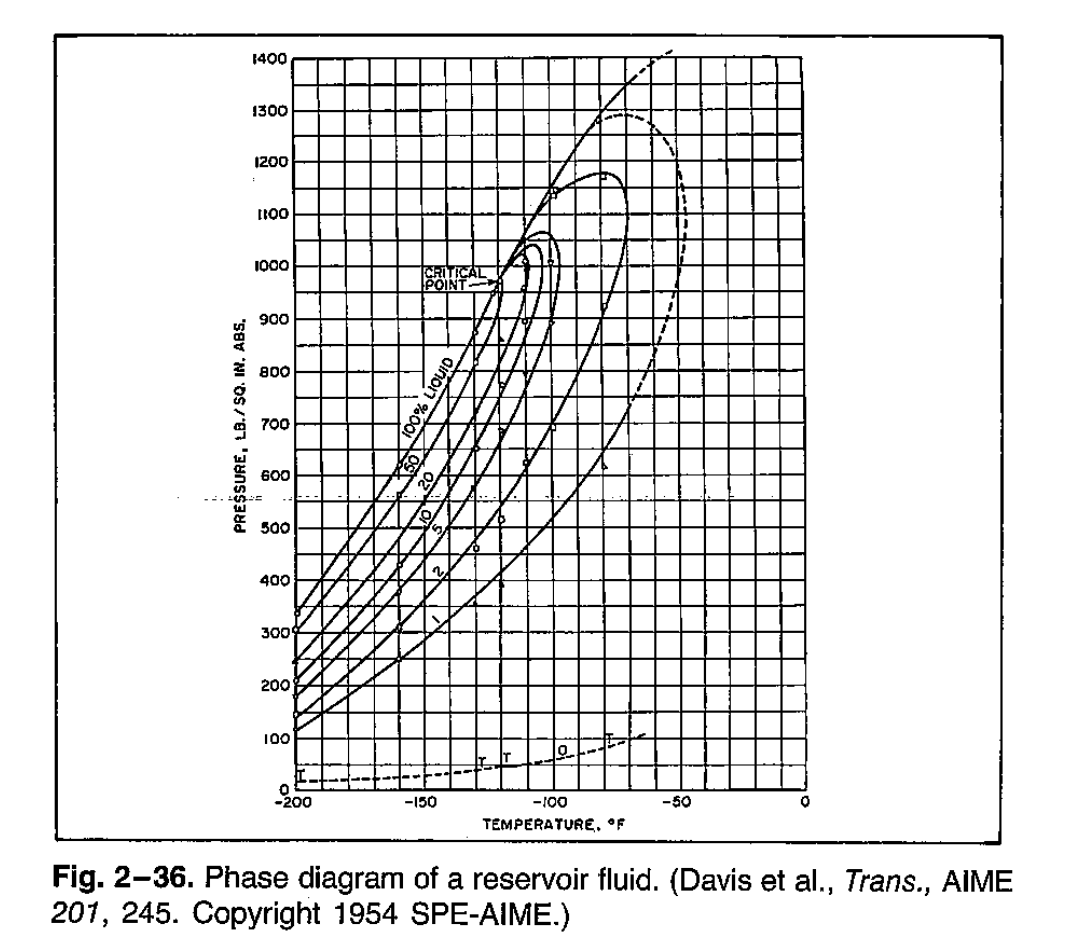 1400
1300
1200
1100
1000
900
800
700
600
500
400
300
200
100
0
PRESSURE, LB./ SQ. IN. ABS.
CRITICAL
POINT
100% LIQUID
50
20
10
5
2
1
T
T
T
O
T
-200
-150
-100
-50
0
TEMPERATURE, °F
Fig. 2–36. Phase diagram of a reservoir fluid. (Davis et al., Trans., AIME
201, 245. Copyright 1954 SPE-AIME.)